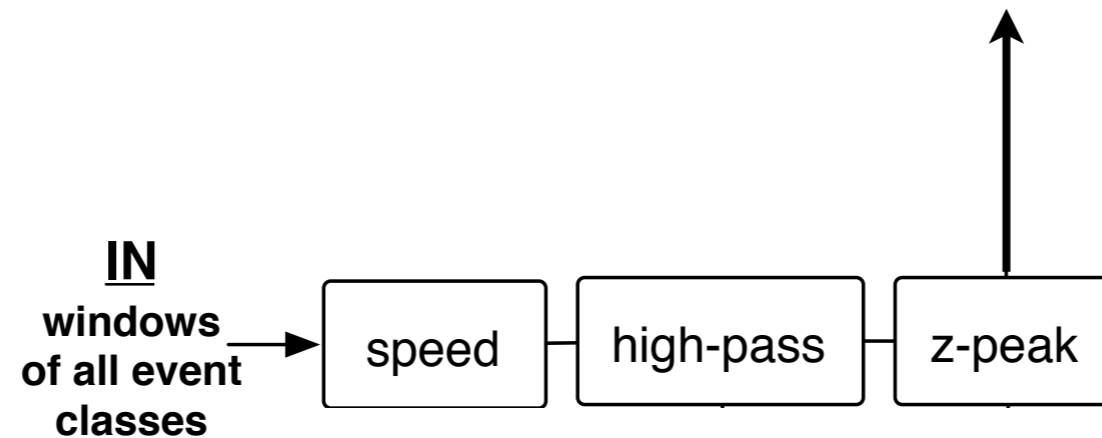 IN
windows
of all event
classes
speed
high-pass
z-peak